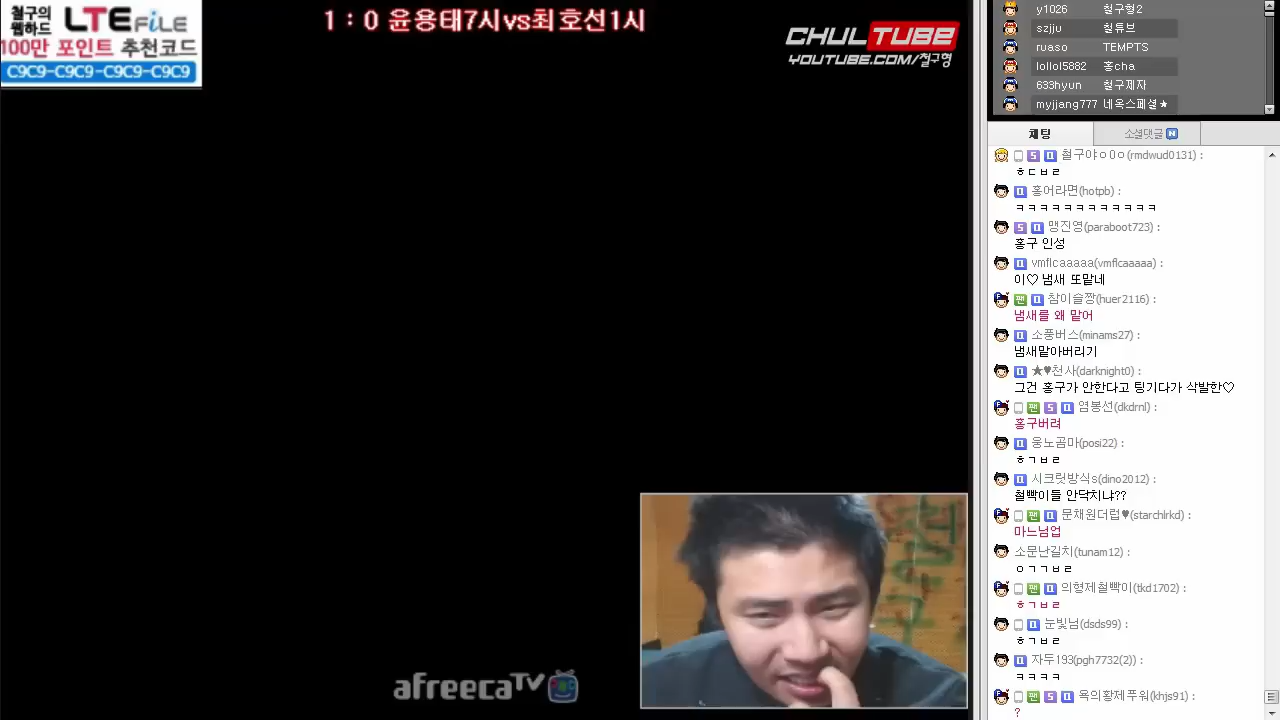 철구의
웹하드
LTE FiLE
100만 포인트 추천코드
C9C9-C9C9-C9C9-C9C9
1 : 0 윤용태7시vs최호선1시
CHULTUBE
YOUTUBE.COM/철구형
afreecaTV
y1026 철구형2
szjju 철튜브
naaso TEMPTS
lollol5882 홍cha
633hyun 철구제자
myjjang777 네옥스페셜★
채팅 소셜댓글 N
철구야ㅇ0ㅇ(rmdwud0131) :
ㅎㄷㅂㄹ
홍어라면(hotpb) :
ㅋㅋㅋㅋㅋㅋㅋㅋㅋㅋㅋㅋ
맹진영(paraboot723) :
홍구 인성
vmflcaaaaa(vmflcaaaaa) :
이♡ 냄새 또맡네
참이슬짱(huer2116) :
냄새를 왜 맡어
소풍버스(minams27) :
냄새맡아버리기
★♥천사(darknight0) :
그건 홍구가 안한다고 팅기다가 삭발한♡
염봉선(dkdrnl) :
홍구버려
웅노곰마(posi22) :
ㅎㄱㅂㄹ
시크릿방식s(dino2012) :
철빡이들 안닥치냐??
문채원더럽♥(starchlrkd) :
마느님업
소문난길치(tunam12) :
ㅇㄱㄱㅂㄹ
의형제철빡이(tkd1702) :
ㅎㄱㅂㄹ
눈빛넘(dsds99) :
ㅎㄱㅂㄹ
자두193(pgh7732(2)) :
ㅋㅋㅋㅋ
욕의황제푸워(khjs91) :
?